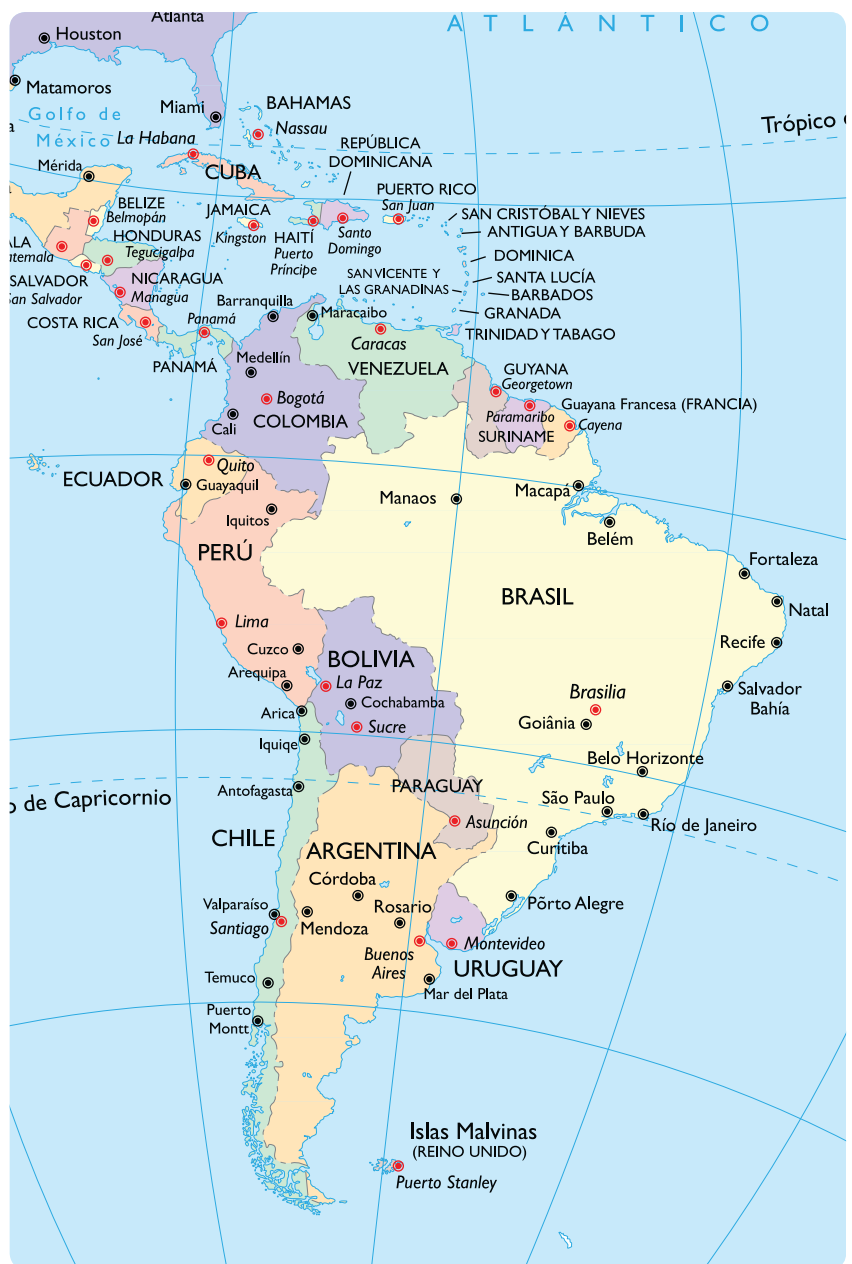 Atlanta
ATLÁNTICO
Houston
Matamoros
Golfo de
México
Miami
BAHAMAS
Nassau
Trópico
La Habana
CUBA
REPÚBLICA
DOMINICANA
Mérida
PUERTO RICO
San Juan
BELIZE
Belmopán
JAMAICA
Kingston
HAITÍ
Puerto
Príncipe
Santo
Domingo
SAN CRISTÓBAL Y NIEVES
ANTIGUA Y BARBUDA
HONDURAS
Tegucigalpa
ALA
atemala
DOMINICA
SALVADOR
San Salvador
NICARAGUA
Managua
SAN VICENTE Y
LAS GRANADINAS
SANTA LUCÍA
BARBADOS
GRANADA
TRINIDAD Y TABAGO
COSTA RICA
San José
Panamá
PANAMÁ
Barranquilla
Maracaibo
Caracas
VENEZUELA
Medellín
Bogotá
COLOMBIA
Cali
GUYANA
Georgetown
Paramaribo
SURINAME
Guayana Francesa (FRANCIA)
Cayena
ECUADOR
Quito
Guayaquil
Iquitos
Manaos
Macapá
Belém
PERÚ
Fortaleza
BRASIL
Natal
Lima
Recife
Cuzco
BOLIVIA
Arequipa
La Paz
Cochabamba
Brasilia
Salvador
Bahía
Arica
Sucre
Goiânia
Iquiqe
Belo Horizonte
Antofagasta
PARAGUAY
o de Capricornio
São Paulo
Asunción
Río de Janeiro
CHILE
ARGENTINA
Curitiba
Córdoba
Valparaíso
Santiago
Mendoza
Rosario
Põrto Alegre
Buenos
Aires
Montevideo
URUGUAY
Temuco
Mar del Plata
Puerto
Montt
Islas Malvinas
(REINO UNIDO)
Puerto Stanley